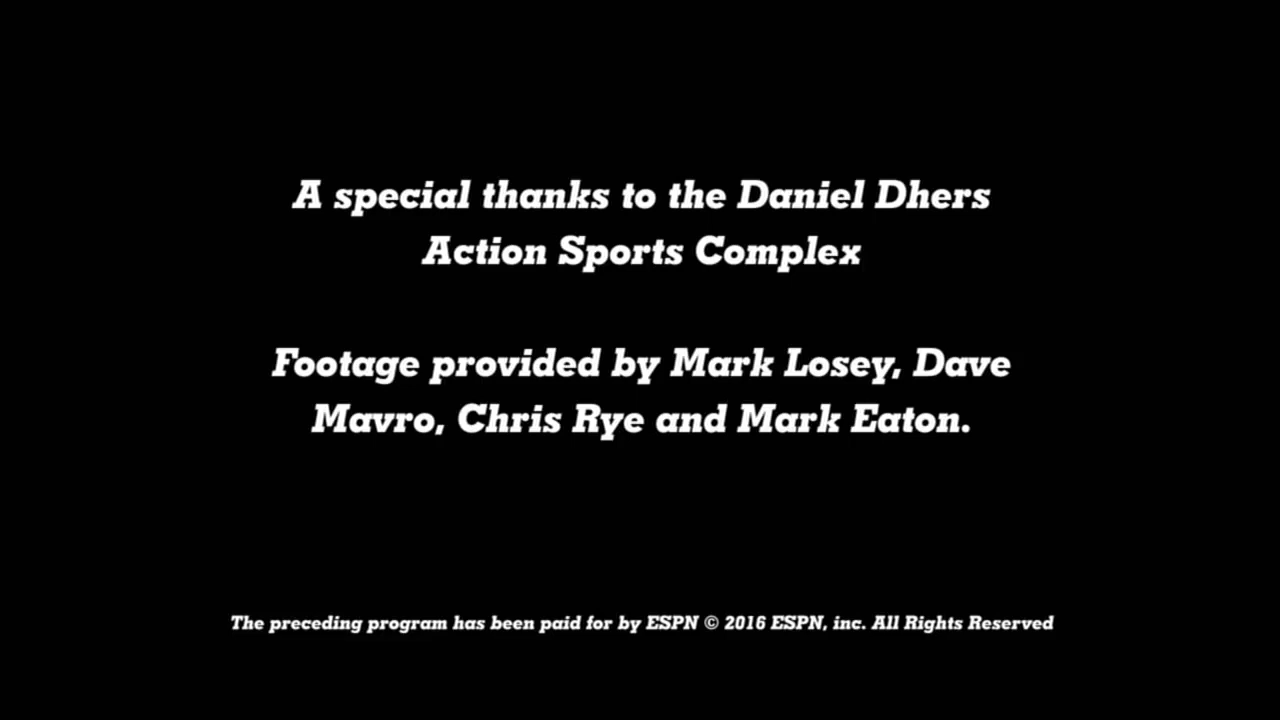 A special thanks to the Daniel Dhers
Action Sports Complex
Footage provided by Mark Losey, Dave
Mavro, Chris Rye and Mark Eaton.
The preceding program has been paid for by ESPN © 2016 ESPN, inc. All Rights Reserved